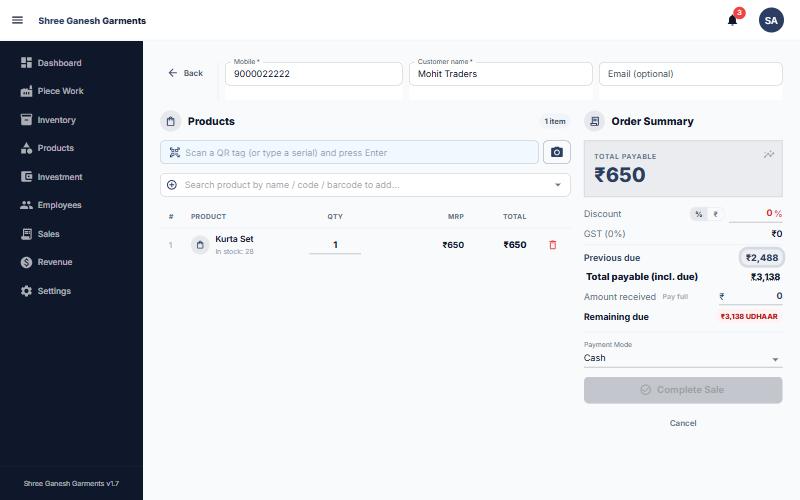 Shree Ganesh Garments
3
SA
Dashboard
Piece Work
Inventory
Products
Investment
Employees
Sales
Revenue
Settings
Shree Ganesh Garments v1.7
Back
Mobile *
9000022222
Customer name *
Mohit Traders
Email (optional)
Products
1 item
Scan a QR tag (or type a serial) and press Enter
Search product by name / code / barcode to add...
# PRODUCT QTY MRP TOTAL
1 Kurta Set 1 ₹650 ₹650
In stock: 28
Order Summary
TOTAL PAYABLE
₹650
Discount % ₹ 0 %
GST (0%) ₹0
Previous due ₹2,488
Total payable (incl. due) ₹3,138
Amount received Pay full ₹ 0
Remaining due ₹3,138 UDHAAR
Payment Mode
Cash
Complete Sale
Cancel